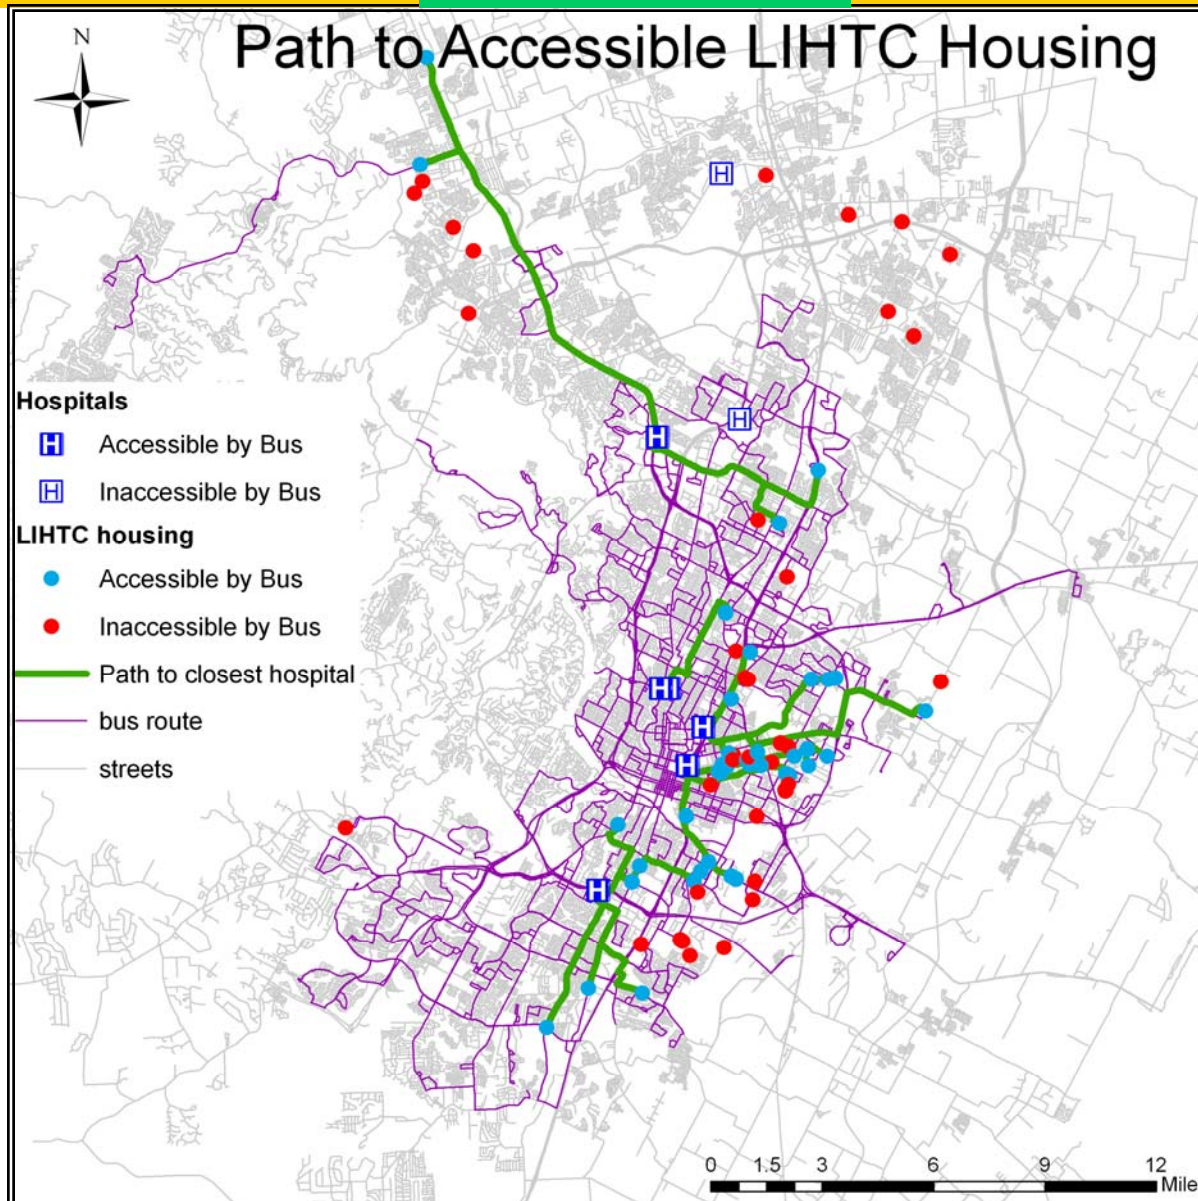 Path to Accessible LIHTC Housing
N
H
H
H
Hospitals
H Accessible by Bus
H Inaccessible by Bus
LIHTC housing
Accessible by Bus
Inaccessible by Bus
Path to closest hospital
bus route
streets
HI
H
H
H
0 1.5 3 6 9 12
Mile